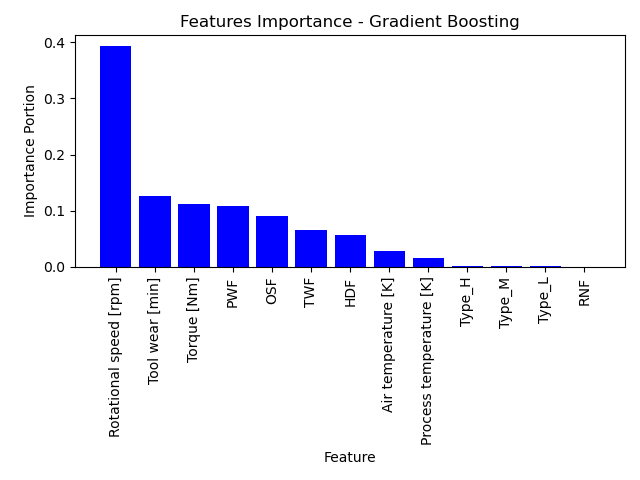 Features Importance - Gradient Boosting
Importance Portion
0.4
0.3
0.2
0.1
0.0
Rotational speed [rpm]
Tool wear [min]
Torque [Nm]
PWF
OSF
TWF
HDF
Air temperature [K]
Process temperature [K]
Type_H
Type_M
Type_L
RNF
Feature